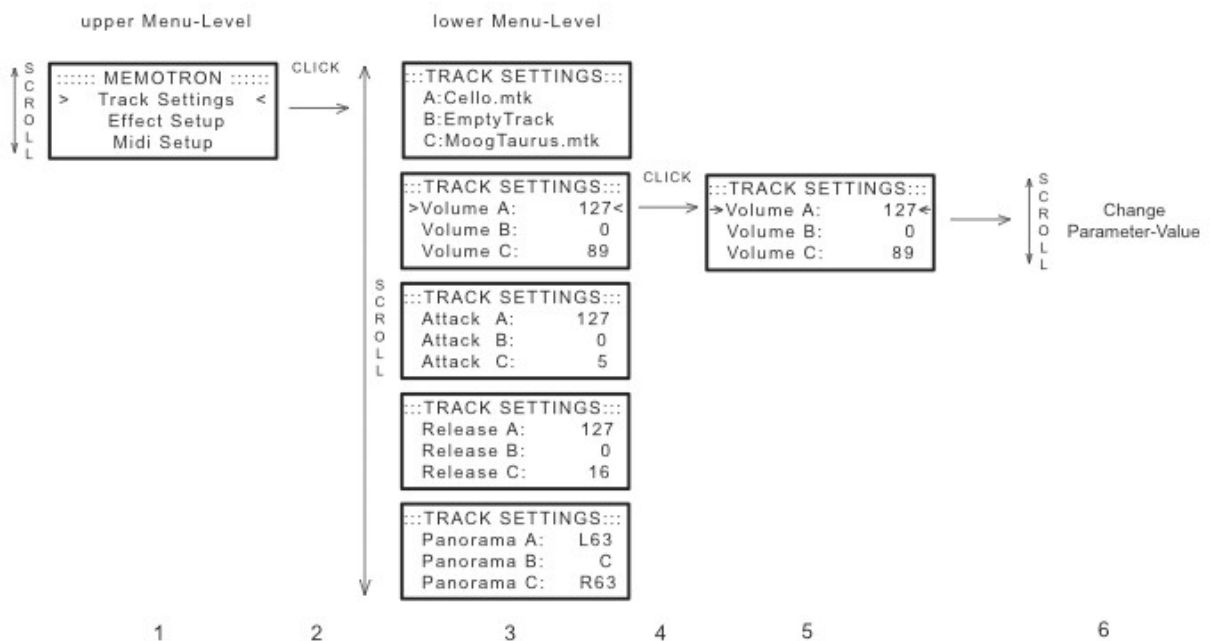 upper Menu-Level
lower Menu-Level
SCROLL
:::::: MEMOTRON ::::::
> Track Settings <
Effect Setup
Midi Setup
CLICK
SCROLL
:::TRACK SETTINGS:::
A:Cello.mtk
B:EmptyTrack
C:MoogTaurus.mtk
:::TRACK SETTINGS:::
>Volume A: 127<
Volume B: 0
Volume C: 89
CLICK
:::TRACK SETTINGS:::
→Volume A: 127←
Volume B: 0
Volume C: 89
SCROLL
Change
Parameter-Value
:::TRACK SETTINGS:::
Attack A: 127
Attack B: 0
Attack C: 5
:::TRACK SETTINGS:::
Release A: 127
Release B: 0
Release C: 16
:::TRACK SETTINGS:::
Panorama A: L63
Panorama B: C
Panorama C: R63
1 2 3 4 5 6